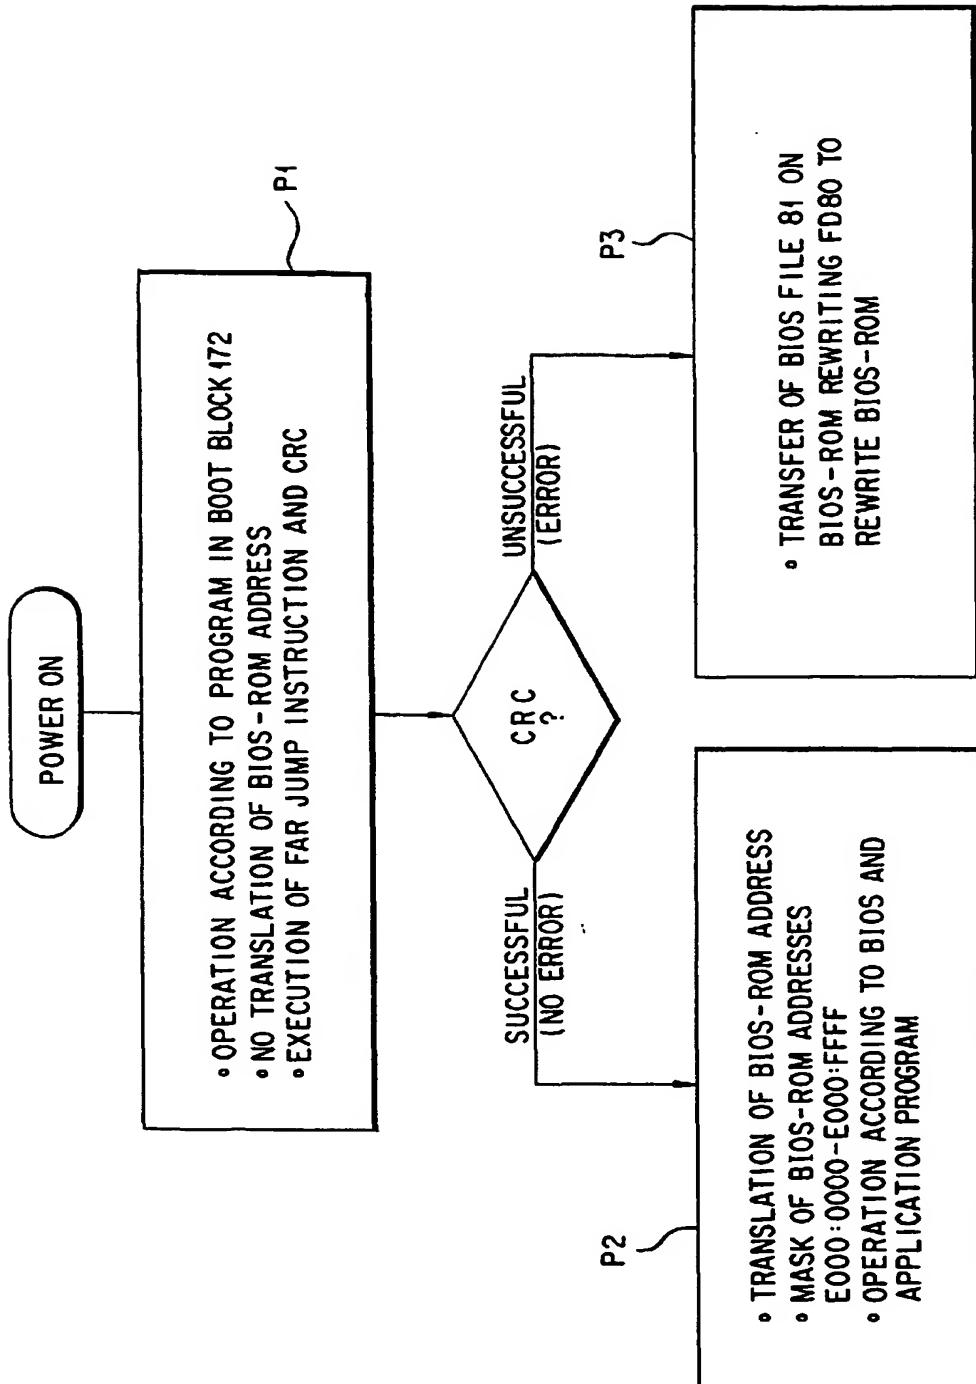 POWER ON
• OPERATION ACCORDING TO PROGRAM IN BOOT BLOCK 172
• NO TRANSLATION OF BIOS-ROM ADDRESS
• EXECUTION OF FAR JUMP INSTRUCTION AND CRC
P1
CRC
?
SUCCESSFUL
(NO ERROR)
UNSUCCESSFUL
(ERROR)
P2
• TRANSLATION OF BIOS-ROM ADDRESS
• MASK OF BIOS-ROM ADDRESSES
E000:0000-E000:FFFF
• OPERATION ACCORDING TO BIOS AND
APPLICATION PROGRAM
P3
• TRANSFER OF BIOS FILE 81 ON
BIOS-ROM REWRITING FD80 TO
REWRITE BIOS-ROM